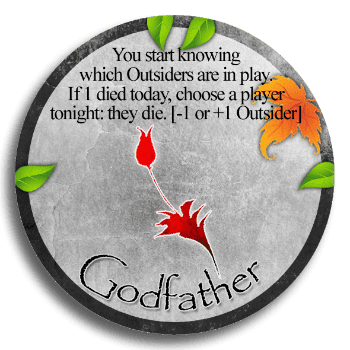 You start knowing
which Outsiders are in play.
If 1 died today, choose a player
tonight: they die. [-1 or +1 Outsider]
Godfather